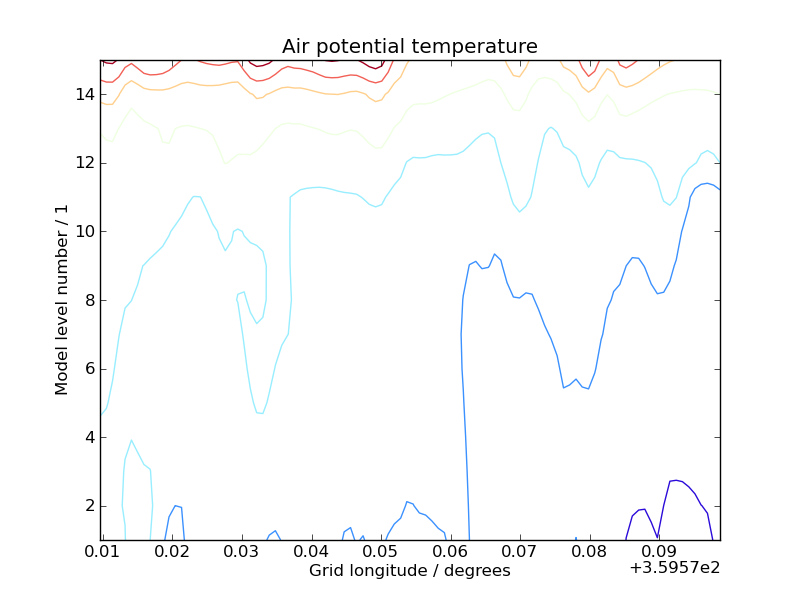 Air potential temperature
14
12
10
8
6
4
2
Model level number / 1
0.01 0.02 0.03 0.04 0.05 0.06 0.07 0.08 0.09
Grid longitude / degrees
+3.5957e2